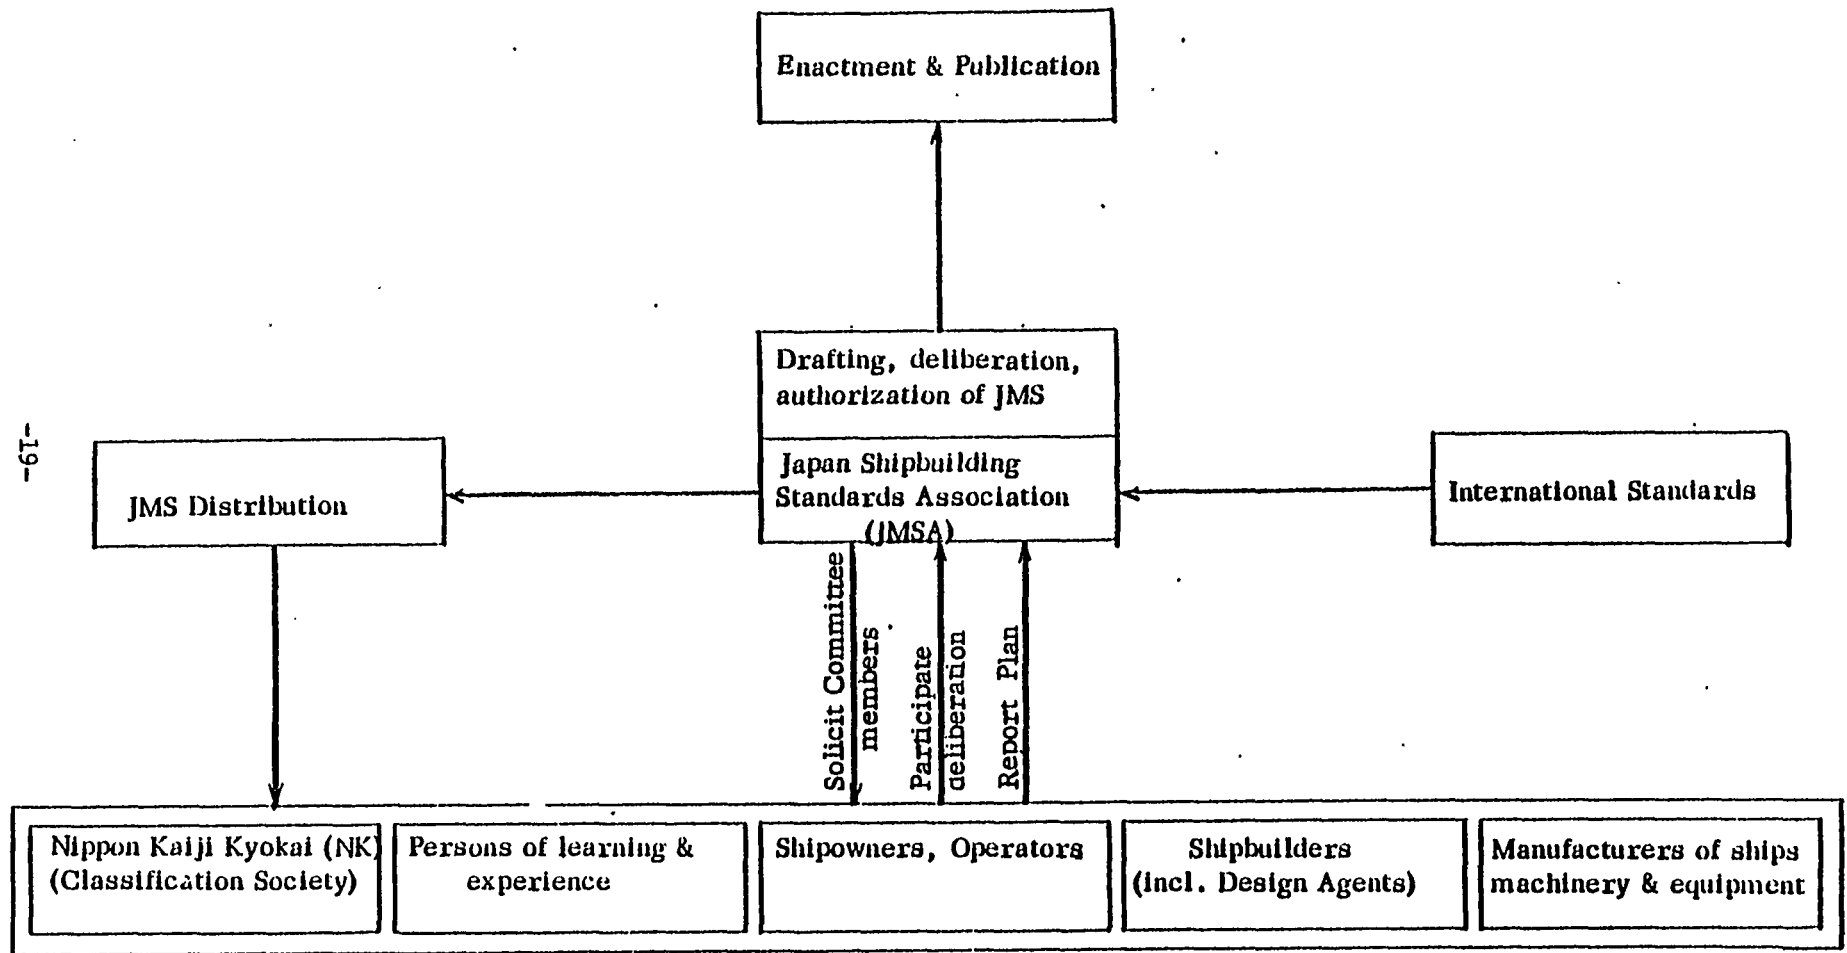 Enactment & Publication
Drafting, deliberation,
authorization of JMS
Japan Shipbuilding
Standards Association
(JMSA)
JMS Distribution
International Standards
-19-
Solicit Committee
members
Participate
deliberation
Report Plan
Nippon Kaiji Kyokai (NK)
(Classification Society)
Persons of learning &
experience
Shipowners, Operators
Shipbuilders
(incl. Design Agents)
Manufacturers of ships
machinery & equipment